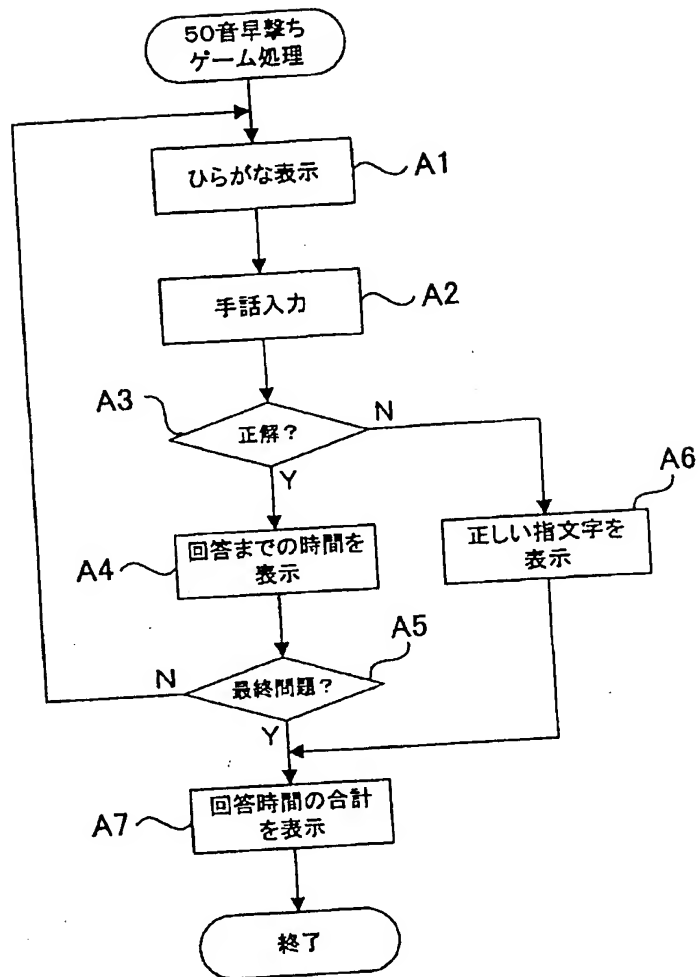 50音早撃ち
ゲーム処理
ひらがな表示
A1
手話入力
A2
A3
正解？
N
Y
A6
正しい指文字を
表示
A4
回答までの時間を
表示
A5
N
最終問題？
Y
A7
回答時間の合計
を表示
終了